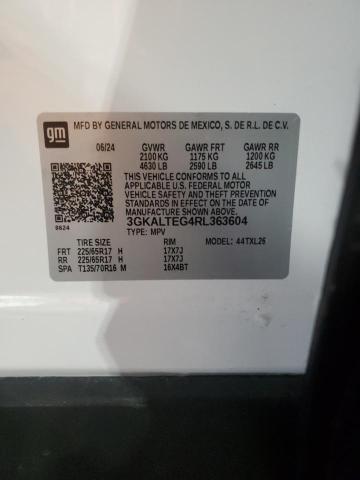 gm
MFD BY GENERAL MOTORS DE MEXICO, S. DE R.L. DE C.V.
06/24 GVWR GAWR FRT GAWR RR
2100 KG 1175 KG 1200 KG
4630 LB 2590 LB 2645 LB
THIS VEHICLE CONFORMS TO ALL
APPLICABLE U.S. FEDERAL MOTOR
VEHICLE SAFETY AND THEFT PREVENTION
STANDARDS IN EFFECT ON THE DATE OF
MANUFACTURE SHOWN ABOVE.
0624
3GKALTEG4RL363604
TYPE: MPV
TIRE SIZE RIM MODEL: 44TXL26
FRT 225/65R17 H 17X7J
RR 225/65R17 H 17X7J
SPA T135/70R16 M 16X4BT